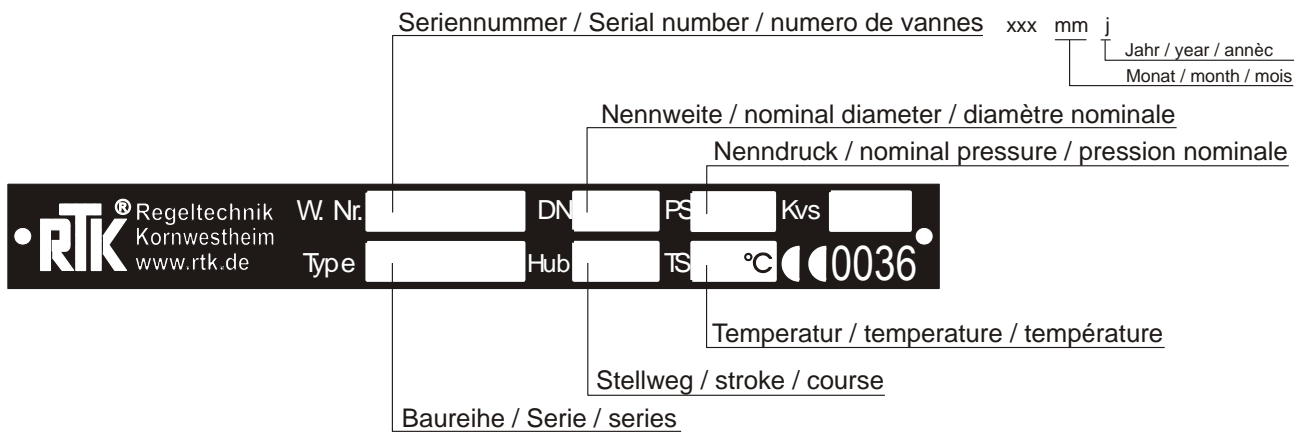 Seriennummer / Serial number / numero de vannes xxx mm j
Jahr / year / annèc
Monat / month / mois
Nennweite / nominal diameter / diamètre nominale
Nenndruck / nominal pressure / pression nominale
RTK® Regeltechnik
Kornwestheim
www.rtk.de
W. Nr. DN PS Kvs
Type Hub TS °C CE 0036
Temperatur / temperature / température
Stellweg / stroke / course
Baureihe / Serie / series